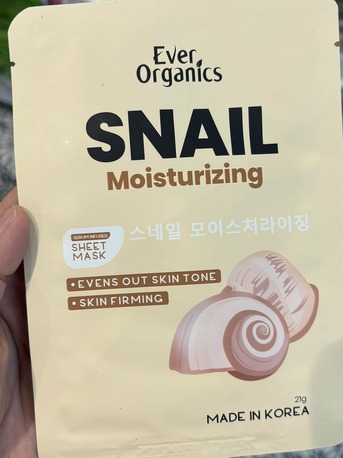 Ever
Organics
SNAIL
Moisturizing
스네일 모이스처라이징
SERUM INFUSED
SHEET
MASK
• EVENS OUT SKIN TONE
• SKIN FIRMING
21g
MADE IN KOREA